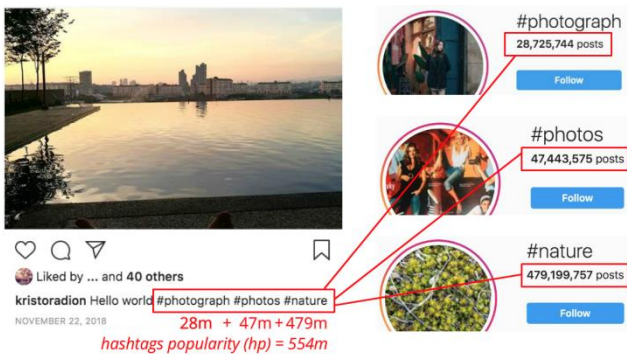 #photograph
28,725,744 posts
Follow
#photos
47,443,575 posts
Follow
#nature
479,199,757 posts
Follow
Liked by ... and 40 others
kristoradion Hello world #photograph #photos #nature
NOVEMBER 22, 2018
28m + 47m + 479m
hashtags popularity (hp) = 554m